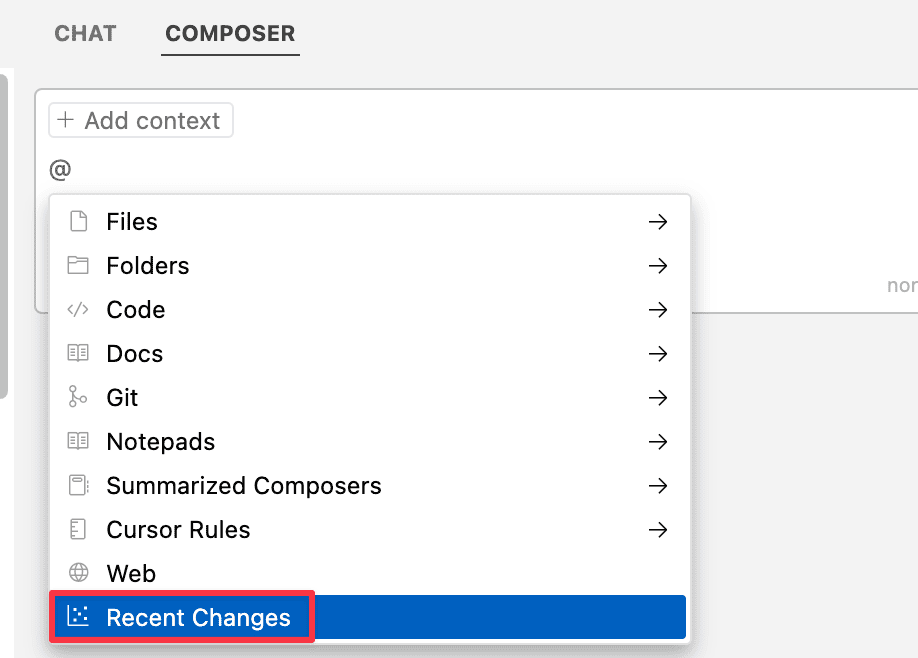 CHAT COMPOSER
+ Add context
@
Files
Folders
Code
Docs
Git
Notepads
Summarized Composers
Cursor Rules
Web
Recent Changes